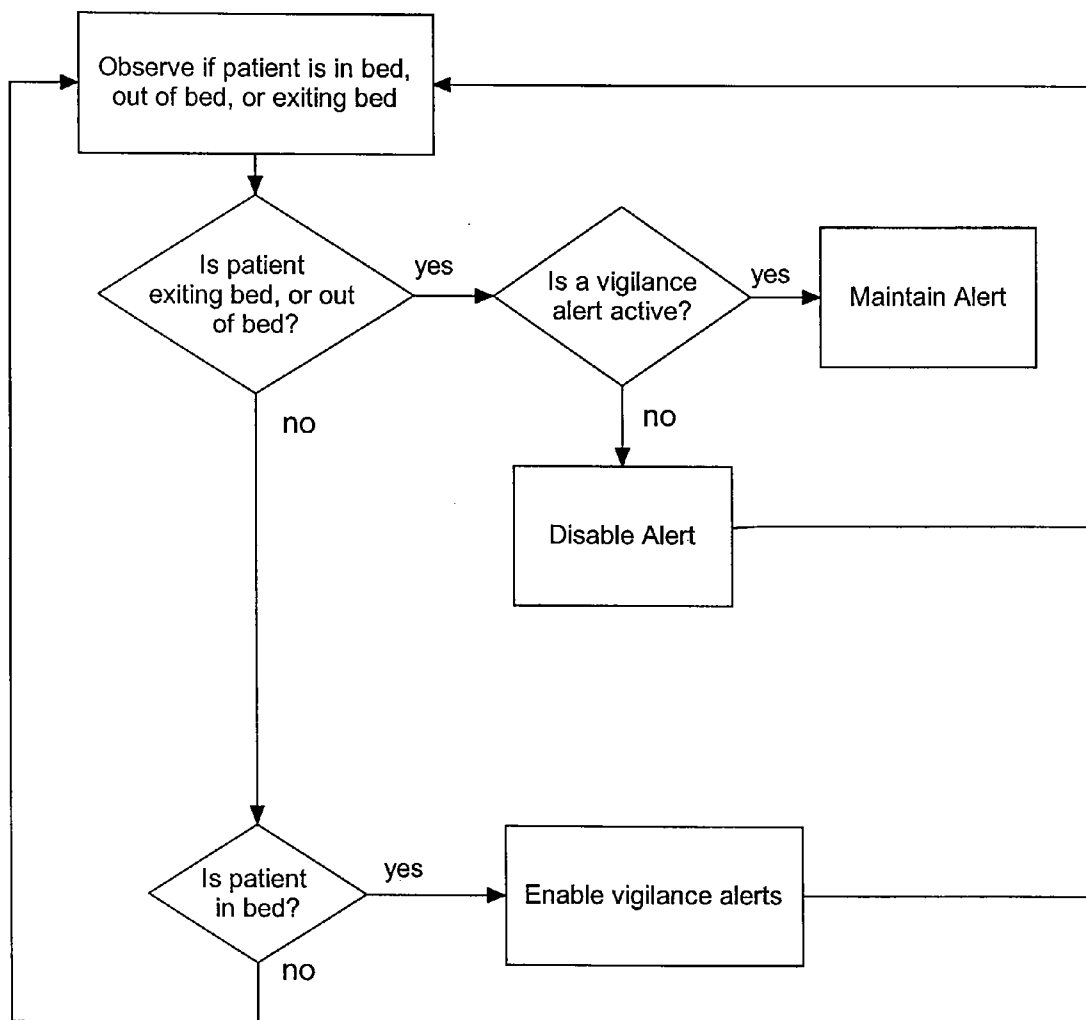 Observe if patient is in bed,
out of bed, or exiting bed
Is patient
exiting bed, or out
of bed?
yes
Is a vigilance
alert active?
yes
Maintain Alert
no
no
Disable Alert
Is patient
in bed?
yes
Enable vigilance alerts
no